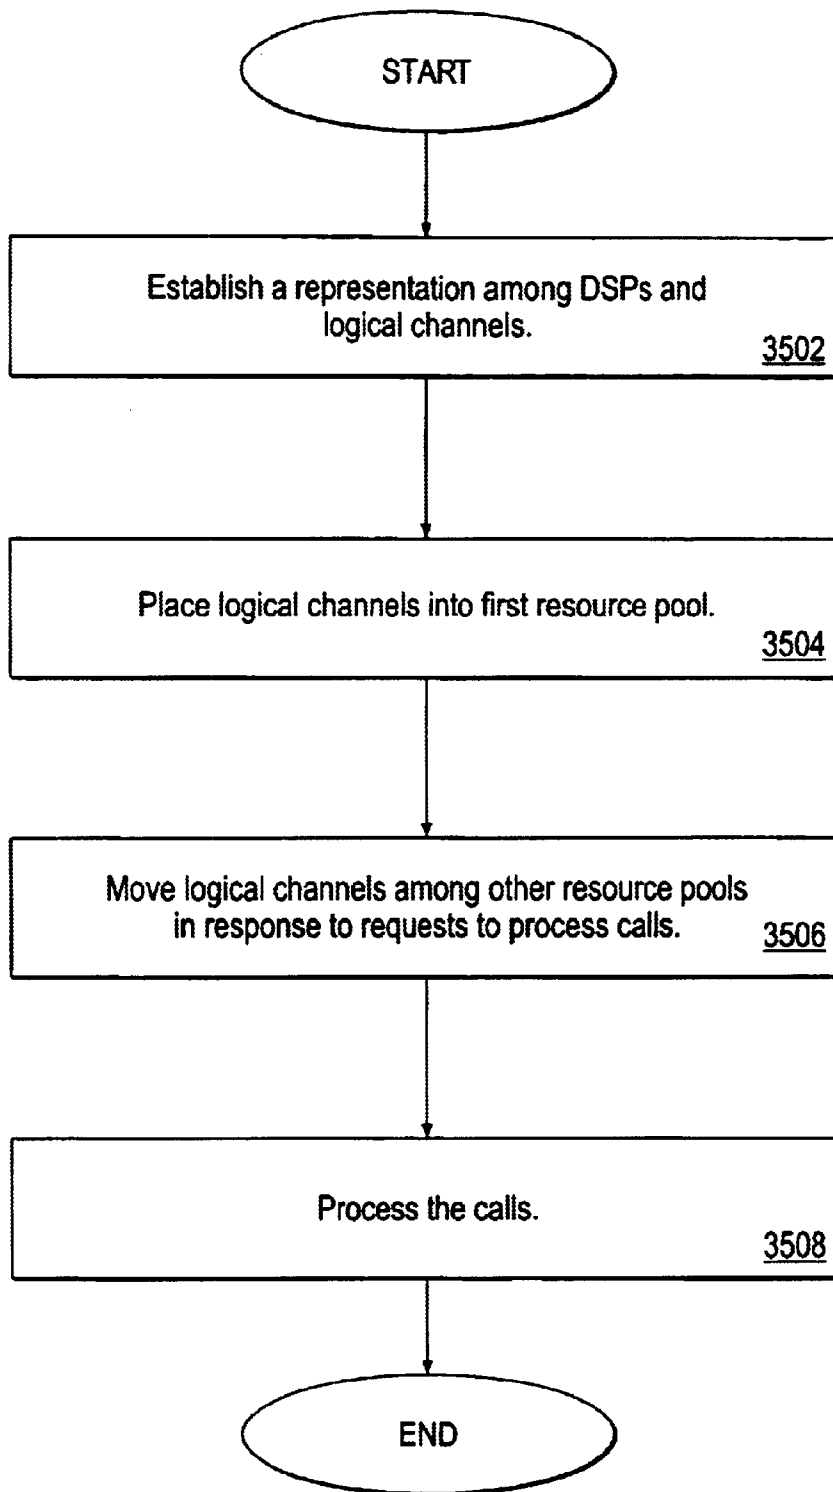 START
Establish a representation among DSPs and
logical channels.
3502
Place logical channels into first resource pool.
3504
Move logical channels among other resource pools
in response to requests to process calls.
3506
Process the calls.
3508
END